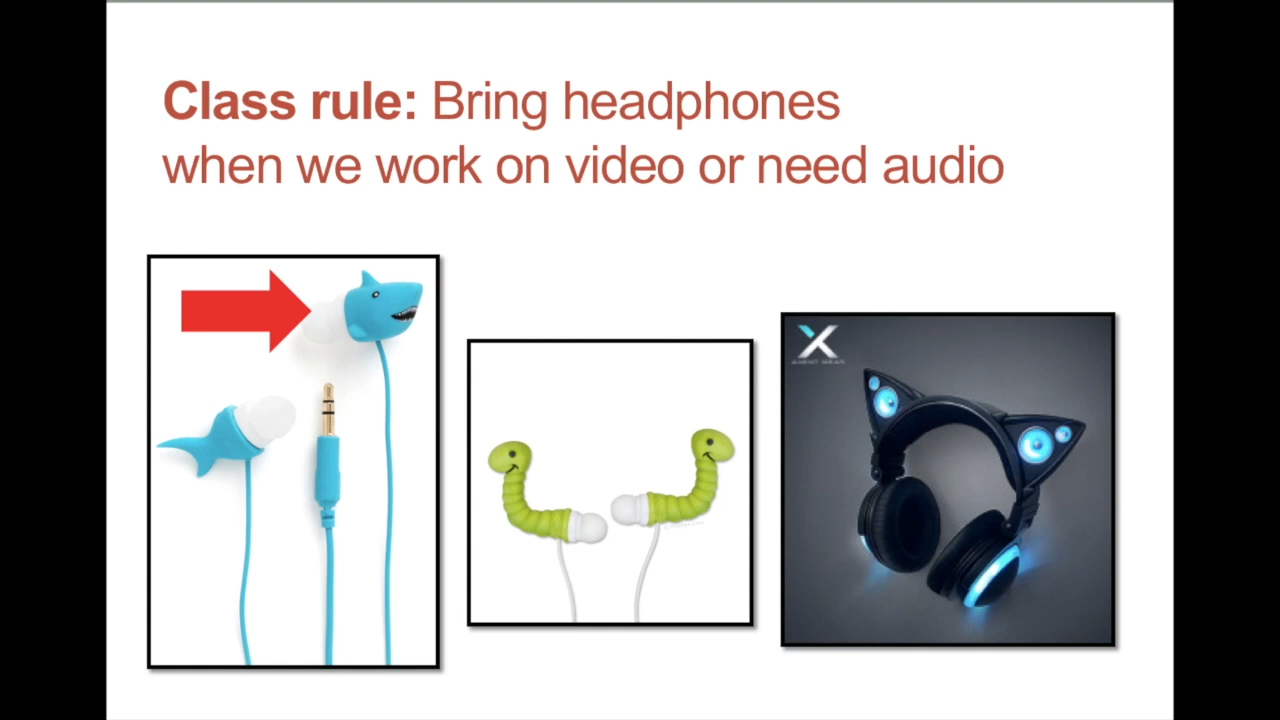 Class rule: Bring headphones
when we work on video or need audio